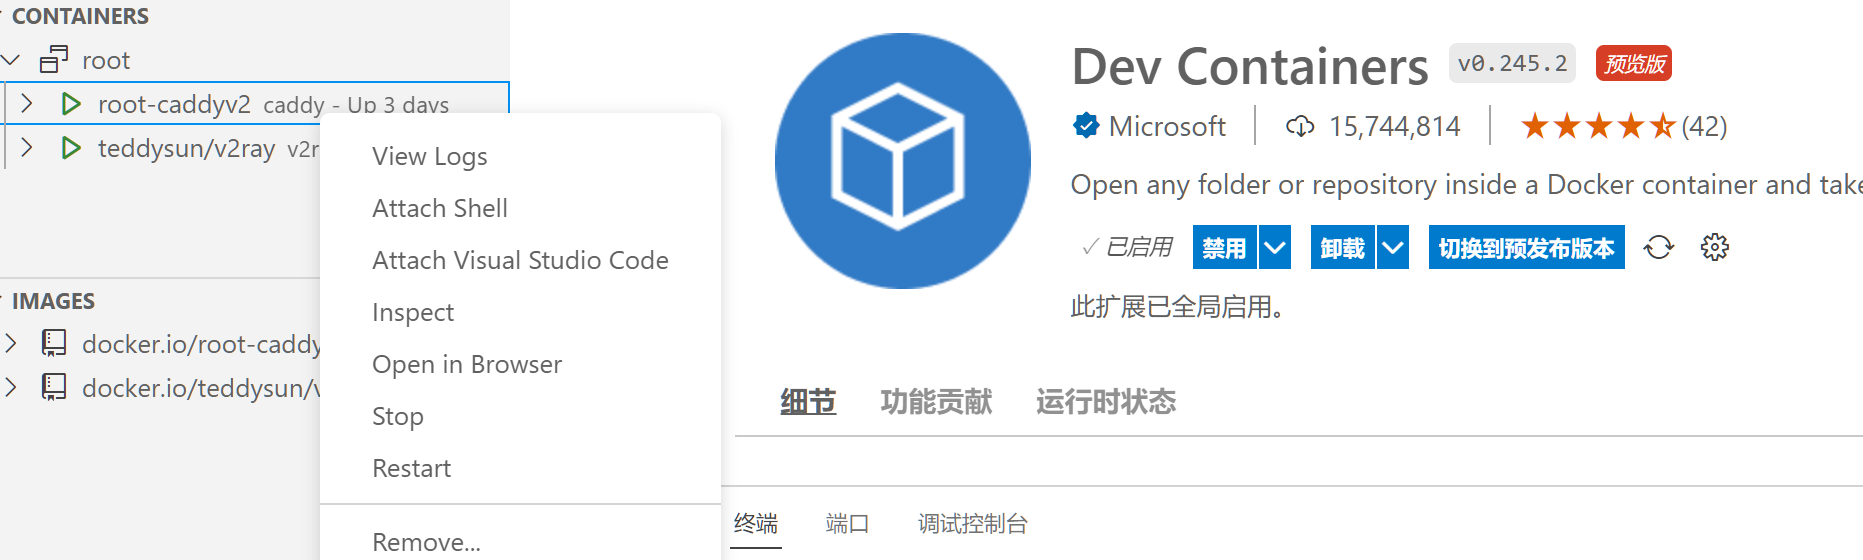 CONTAINERS
root
root-caddyv2 caddy - Up 3 days
teddysun/v2ray
View Logs
Attach Shell
Attach Visual Studio Code
Inspect
Open in Browser
Stop
Restart
Remove...
IMAGES
docker.io/root-caddy
docker.io/teddysun/
Dev Containers v0.245.2 预览版
Microsoft 15,744,814 (42)
Open any folder or repository inside a Docker container and take
已启用 禁用 卸载 切换到预发布版本
此扩展已全局启用。
细节 功能贡献 运行时状态
终端 端口 调试控制台